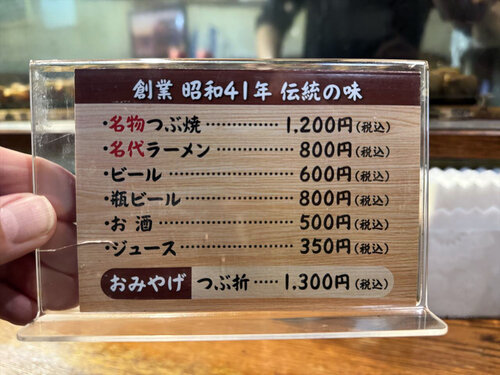 創業 昭和41年 伝統の味
・名物つぶ焼……………1,200円(税込)
・名代ラーメン…………800円(税込)
・ビール…………………600円(税込)
・瓶ビール………………800円(税込)
・お酒……………………500円(税込)
・ジュース………………350円(税込)
おみやげ つぶ折……1,300円(税込)